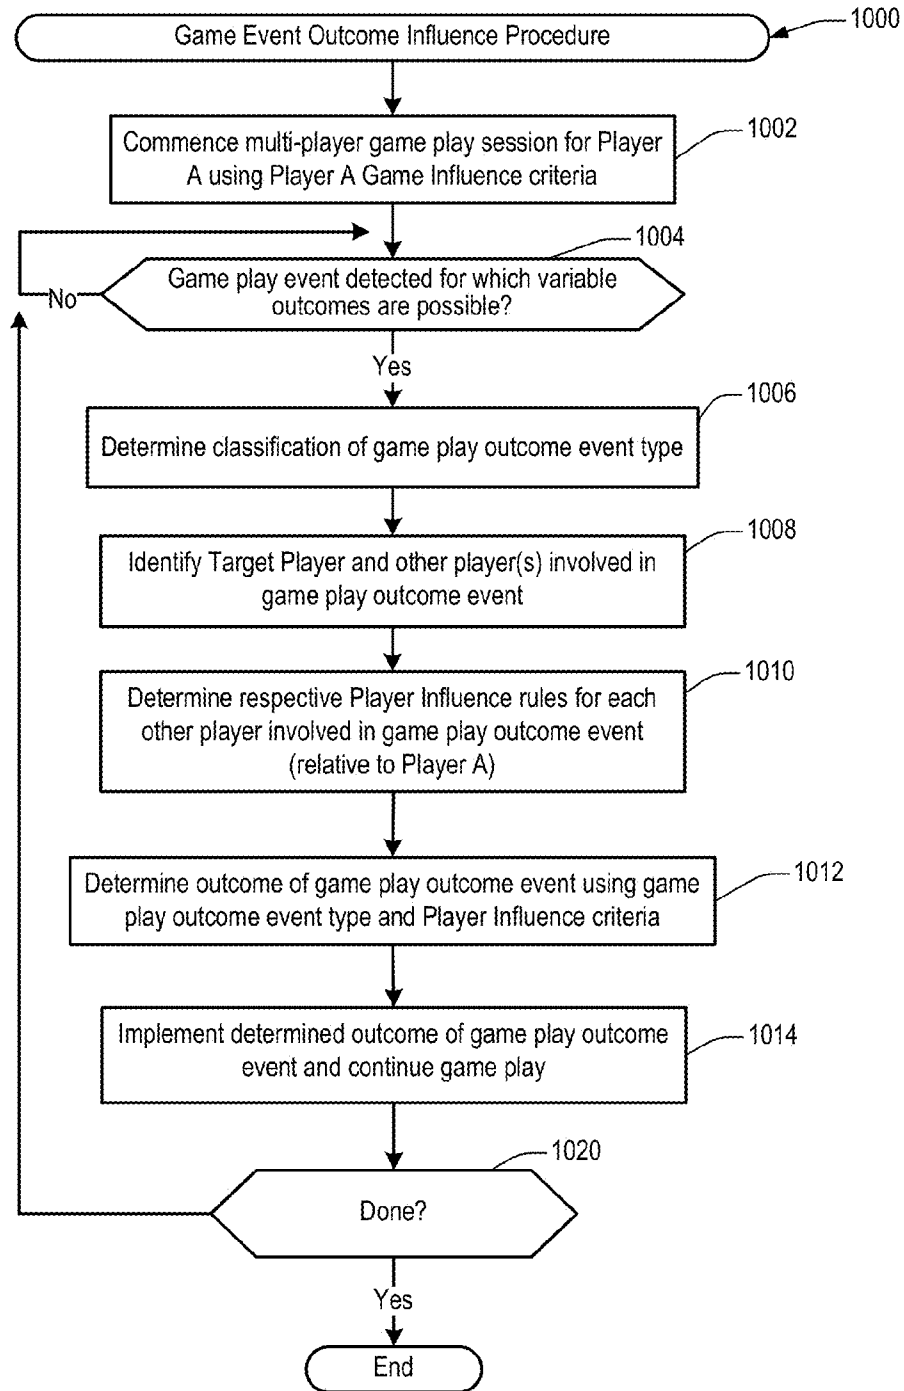 1000
Game Event Outcome Influence Procedure
1002
Commence multi-player game play session for Player
A using Player A Game Influence criteria
1004
Game play event detected for which variable
outcomes are possible?
No
Yes
1006
Determine classification of game play outcome event type
1008
Identify Target Player and other player(s) involved in
game play outcome event
1010
Determine respective Player Influence rules for each
other player involved in game play outcome event
(relative to Player A)
1012
Determine outcome of game play outcome event using game
play outcome event type and Player Influence criteria
1014
Implement determined outcome of game play outcome
event and continue game play
1020
Done?
Yes
End